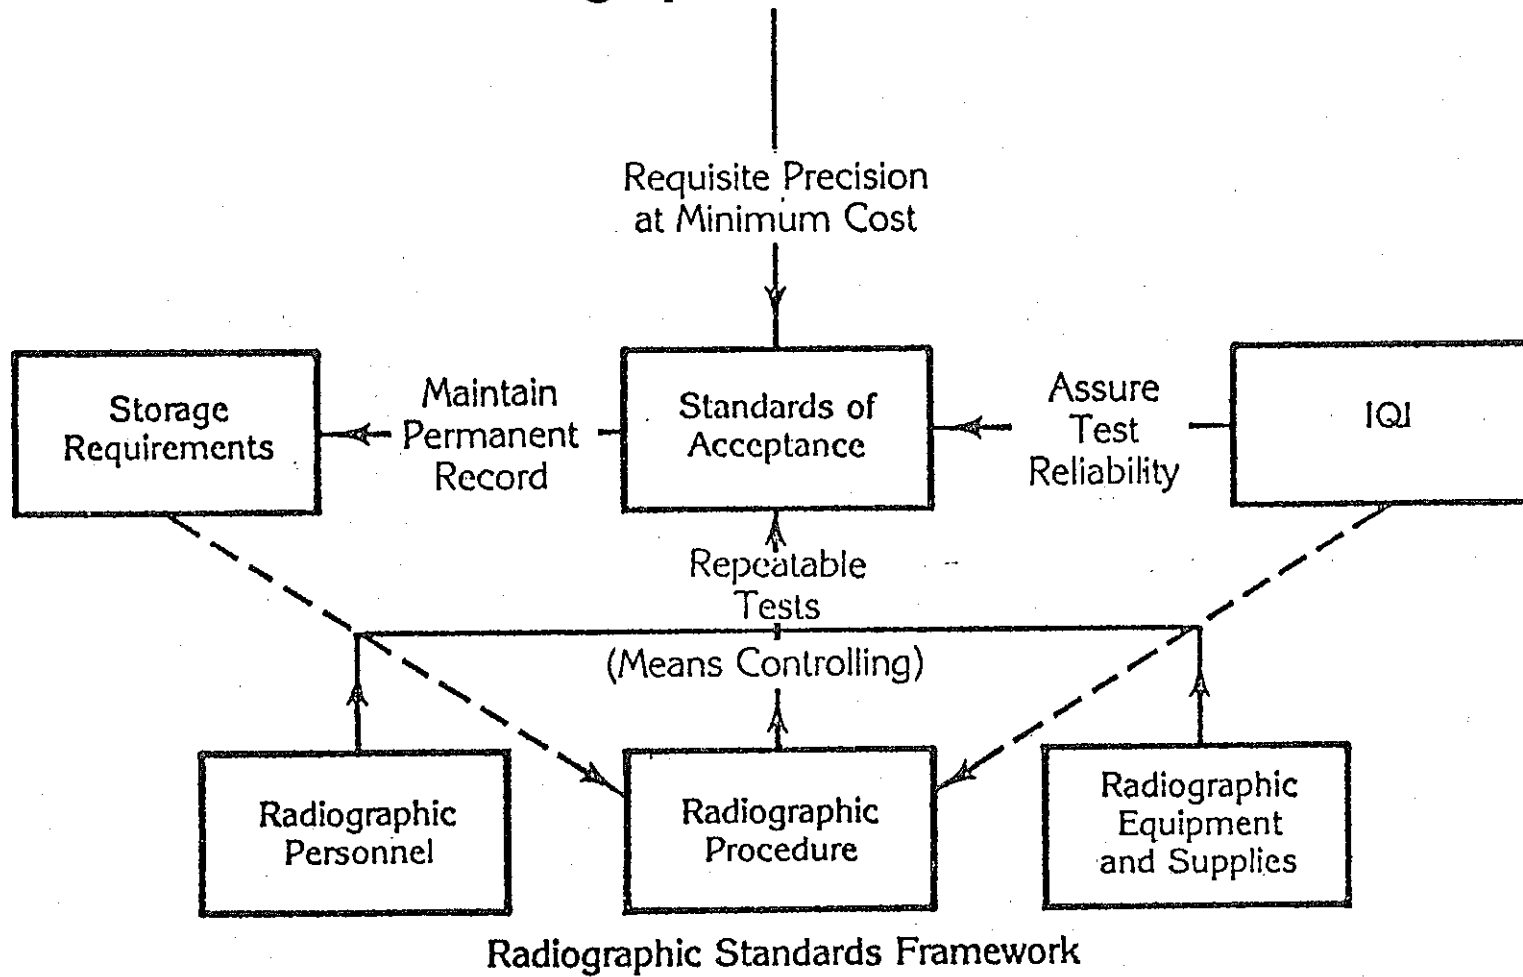 Requisite Precision
at Minimum Cost
Storage
Requirements
Maintain
Permanent
Record
Standards of
Acceptance
Assure
Test
Reliability
IQI
Repeatable
Tests
(Means Controlling)
Radiographic
Personnel
Radiographic
Procedure
Radiographic
Equipment
and Supplies
Radiographic Standards Framework